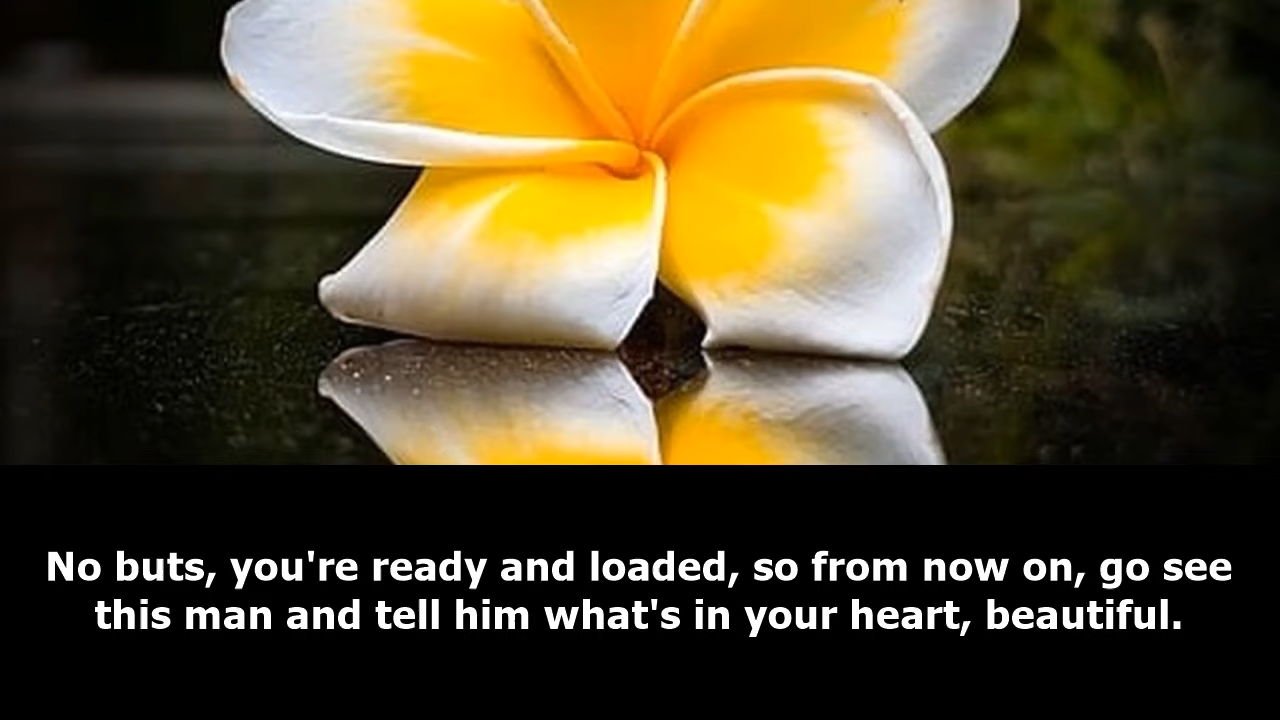 No buts, you're ready and loaded, so from now on, go see
this man and tell him what's in your heart, beautiful.